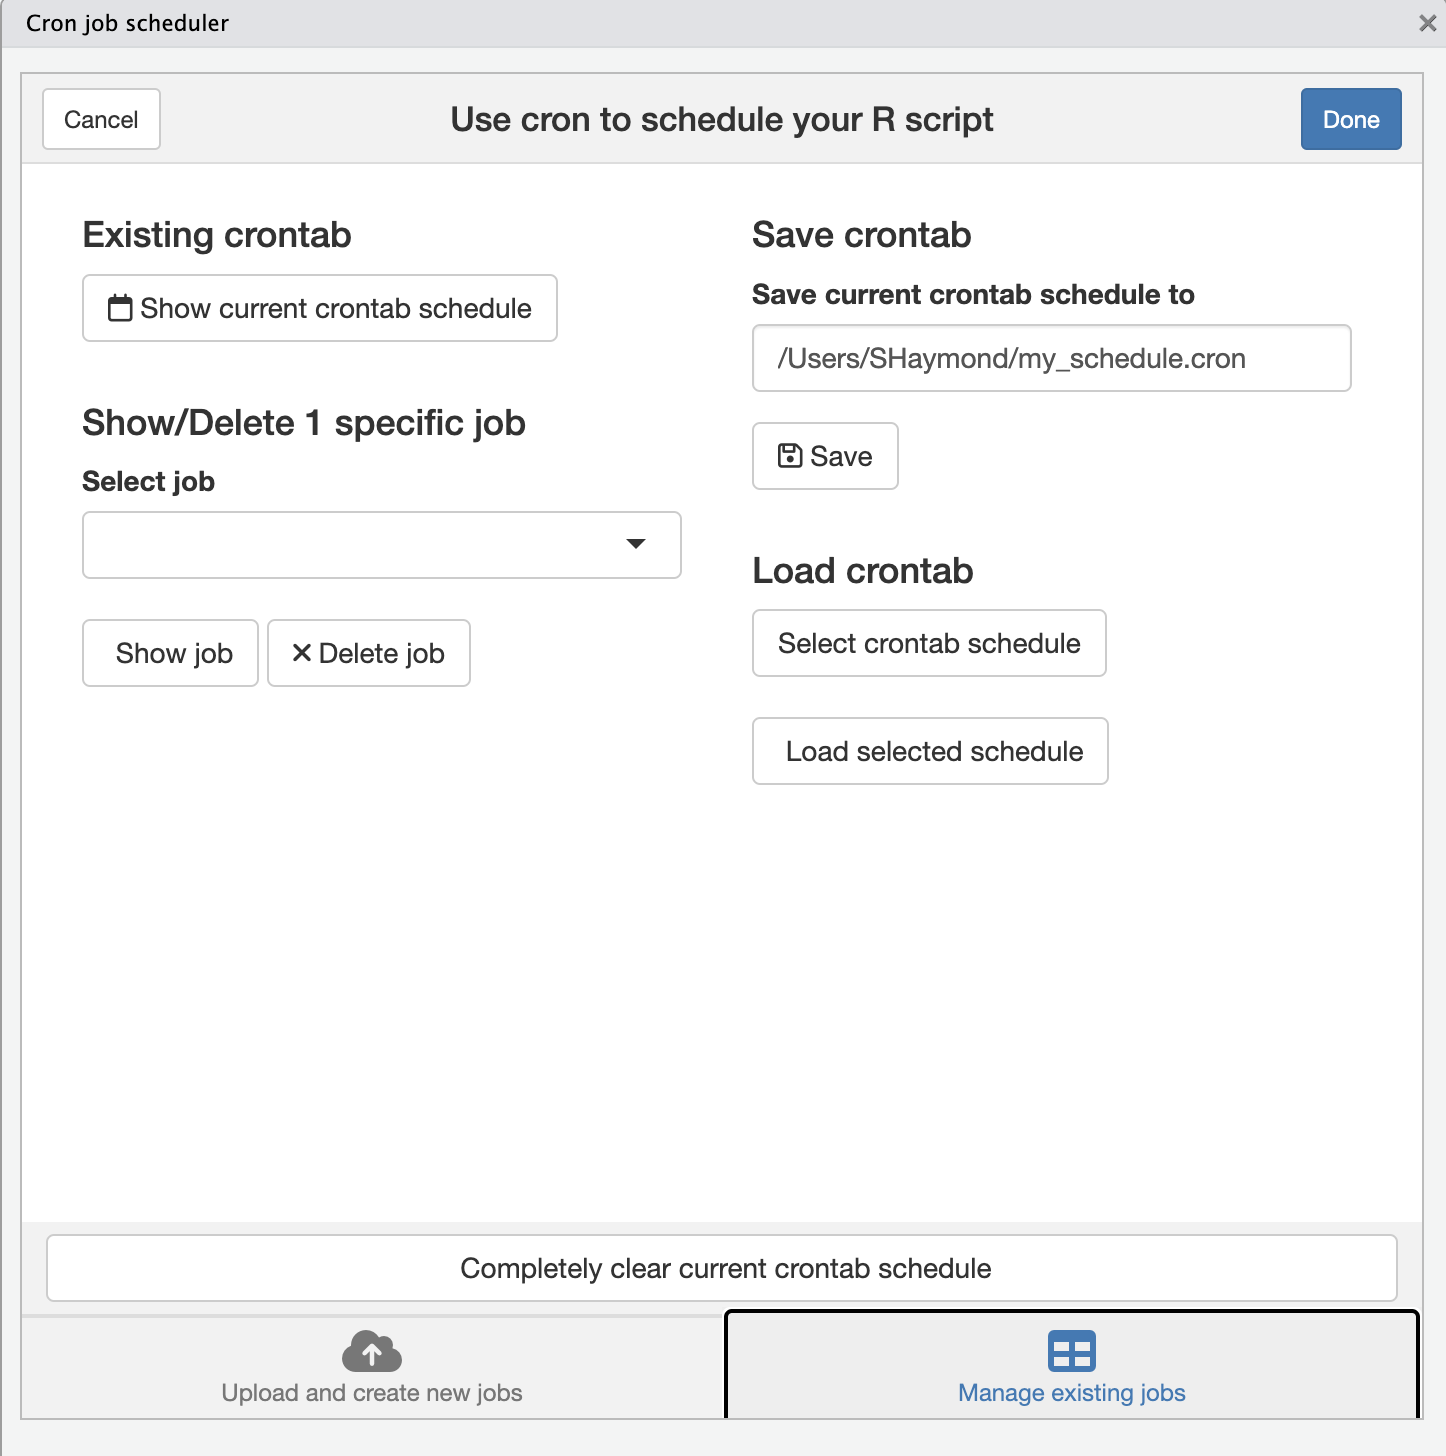 Cron job scheduler
Cancel
Use cron to schedule your R script
Done
Existing crontab
Show current crontab schedule
Show/Delete 1 specific job
Select job
Show job
Delete job
Save crontab
Save current crontab schedule to
/Users/SHaymond/my_schedule.cron
Save
Load crontab
Select crontab schedule
Load selected schedule
Completely clear current crontab schedule
Upload and create new jobs
Manage existing jobs